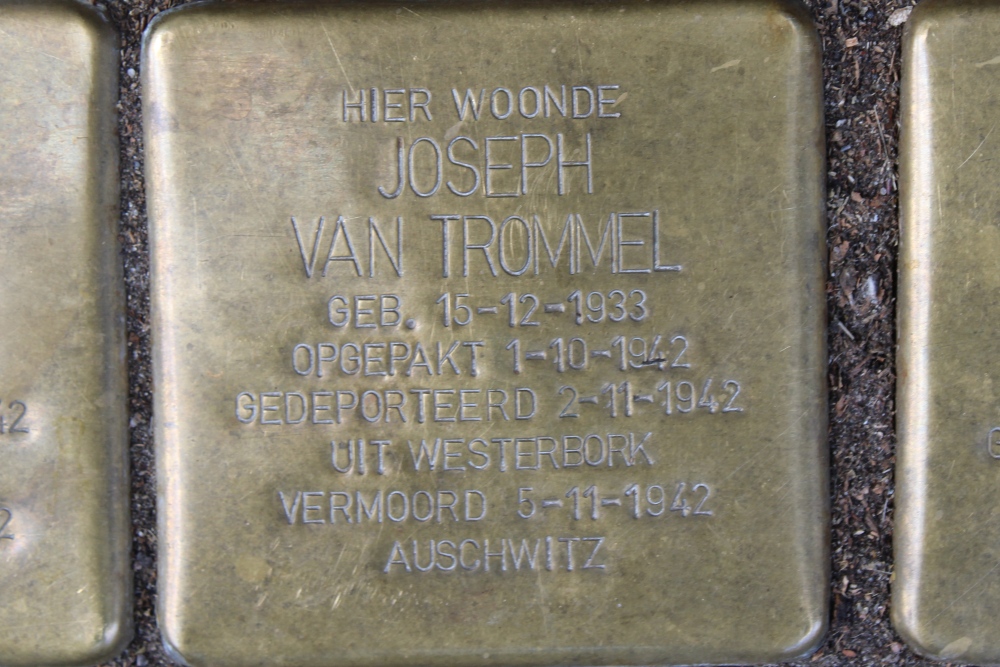 HIER WOONDE
JOSEPH
VAN TROMMEL
GEB. 15-12-1933
OPGEPAKT 1-10-1942
GEDEPORTEERD 2-11-1942
UIT WESTERBORK
VERMOORD 5-11-1942
AUSCHWITZ